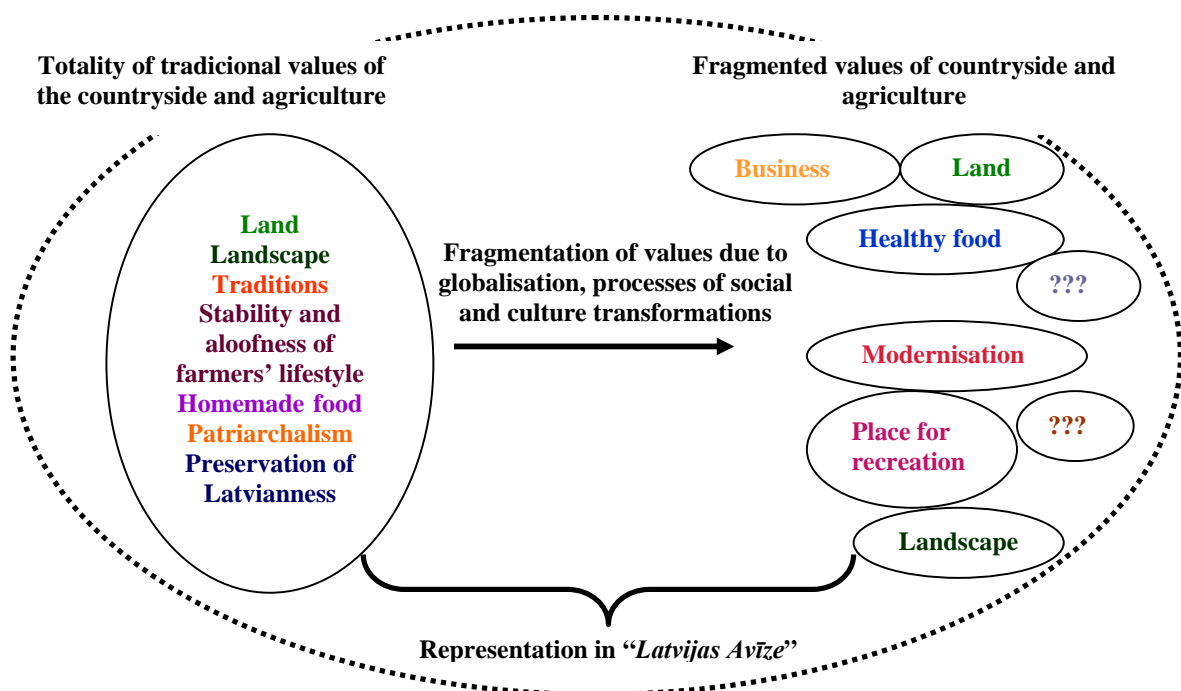 Totality of tradicional values of
the countryside and agriculture
Land
Landscape
Traditions
Stability and
aloofness of
farmers’ lifestyle
Homemade food
Patriarchalism
Preservation of
Latvianness
Fragmentation of values due to
globalisation, processes of social
and culture transformations
Fragmented values of countryside and
agriculture
Business
Land
Healthy food
???
Modernisation
???
Place for
recreation
Landscape
Representation in “Latvijas Avīze”